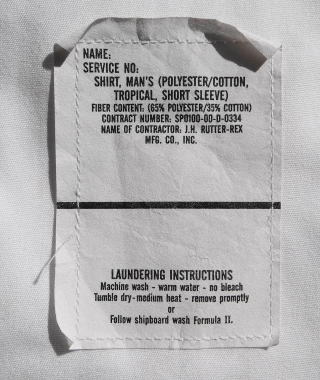 NAME:
SERVICE NO:
SHIRT, MAN'S (POLYESTER/COTTON,
TROPICAL, SHORT SLEEVE)
FIBER CONTENT: (65% POLYESTER/35% COTTON)
CONTRACT NUMBER: SPO100-00-D-0334
NAME OF CONTRACTOR: J.H. RUTTER-REX
MFG. CO., INC.
LAUNDERING INSTRUCTIONS
Machine wash - warm water - no bleach
Tumble dry-medium heat - remove promptly
or
Follow shipboard wash Formula II.